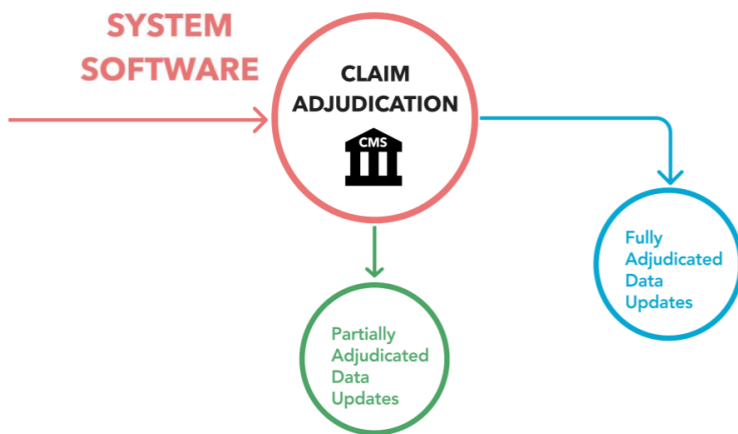 SYSTEM
SOFTWARE
CLAIM
ADJUDICATION
CMS
Fully
Adjudicated
Data
Updates
Partially
Adjudicated
Data
Updates